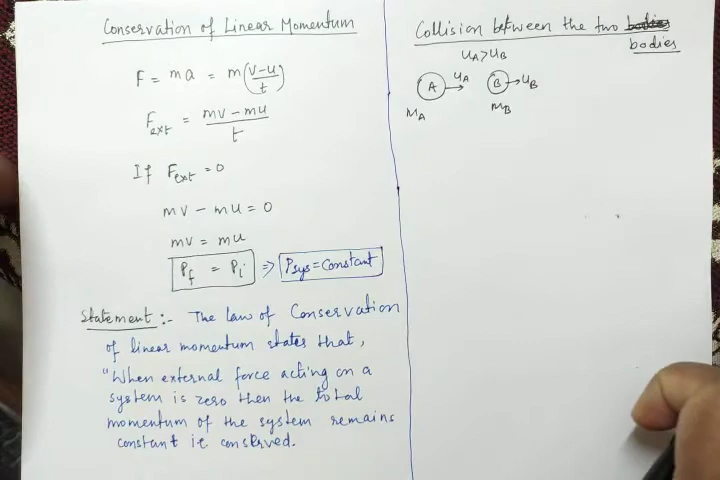 Conservation of Linear Momentum
F = ma = m(v-u/t)
Fext = mv - mu/t
If Fext = 0
mv - mu = 0
mv = mu
Pf = Pi ⇒ Psys = Constant
Statement :- The law of Conservation
of linear momentum states that,
"When external force acting on a
system is zero then the total
momentum of the system remains
constant ie conserved.
Collision between the two
bodies
uA > uB
A uA B uB
MA MB